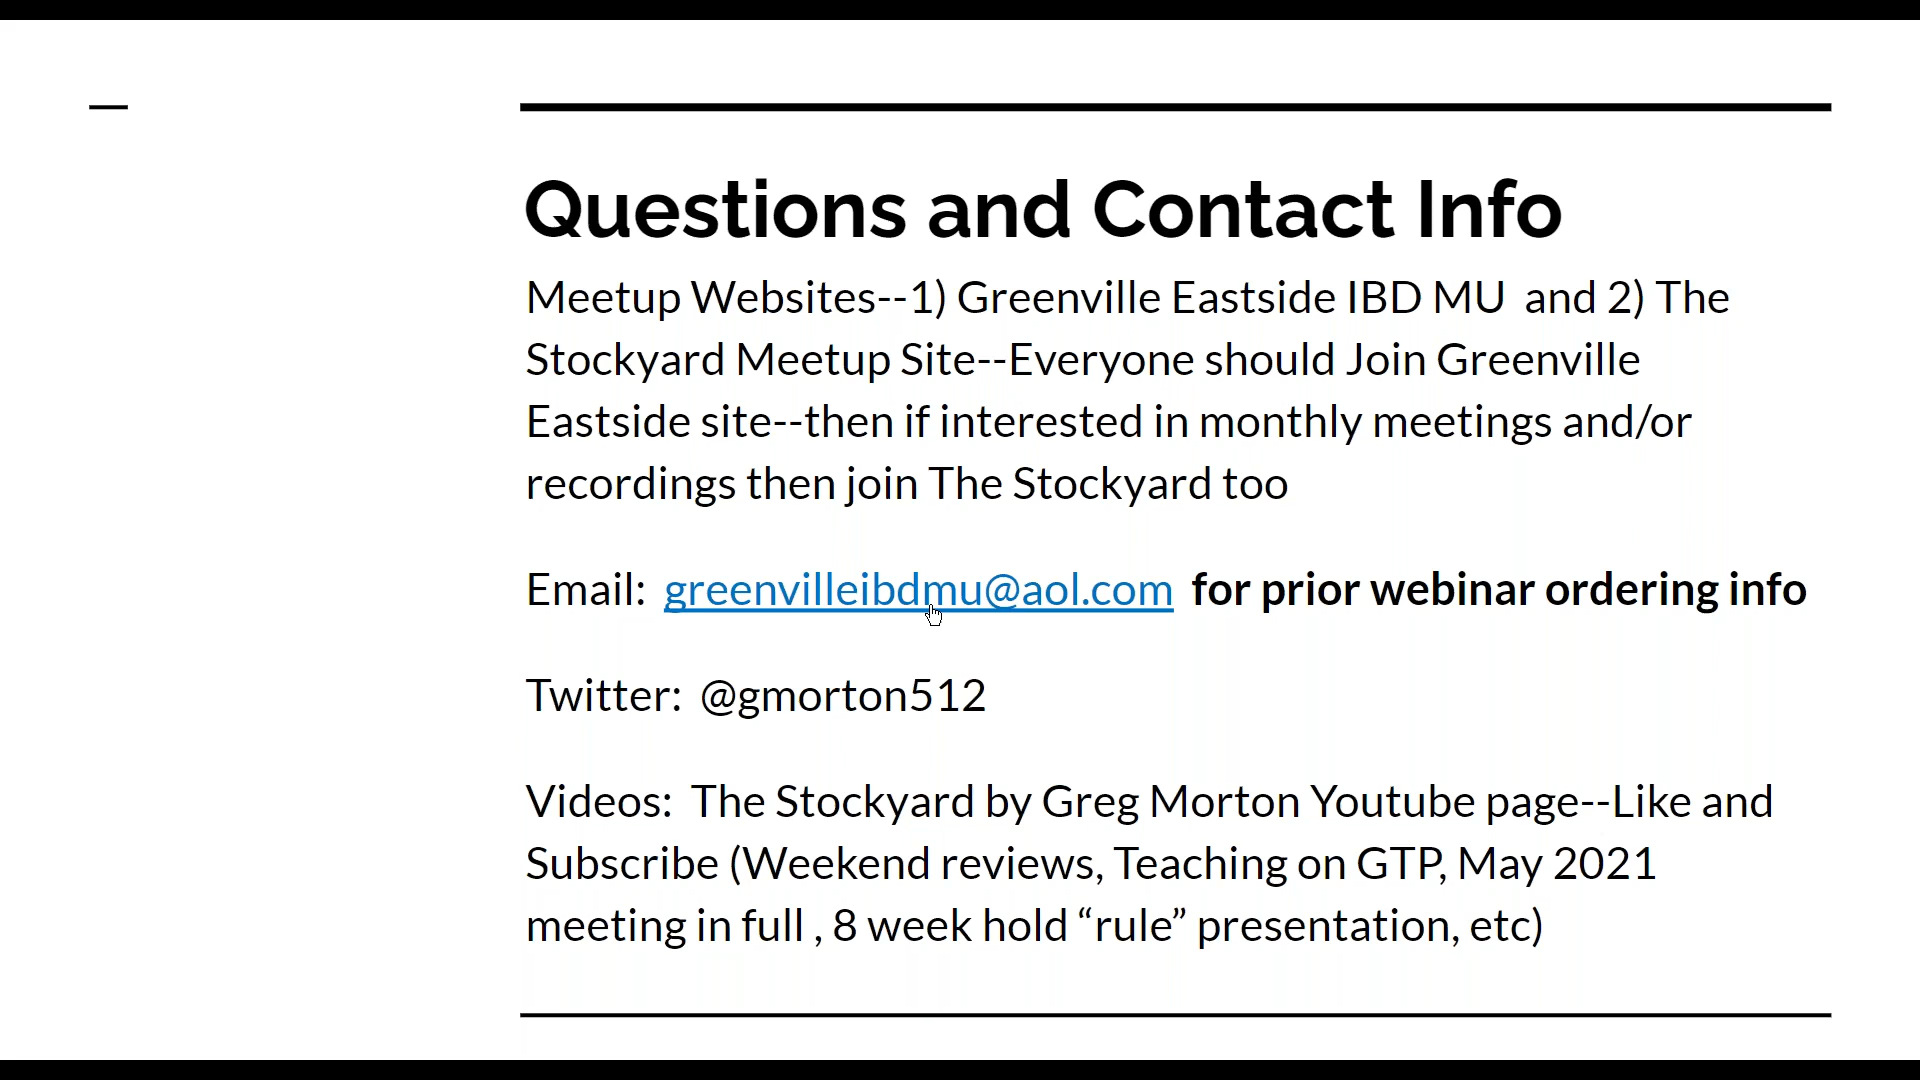 Questions and Contact Info
Meetup Websites--1) Greenville Eastside IBD MU  and 2) The
Stockyard Meetup Site--Everyone should Join Greenville
Eastside site--then if interested in monthly meetings and/or
recordings then join The Stockyard too
Email:  greenvilleibdmu@aol.com  for prior webinar ordering info
Twitter:  @gmorton512
Videos:  The Stockyard by Greg Morton Youtube page--Like and
Subscribe (Weekend reviews, Teaching on GTP, May 2021
meeting in full , 8 week hold “rule” presentation, etc)